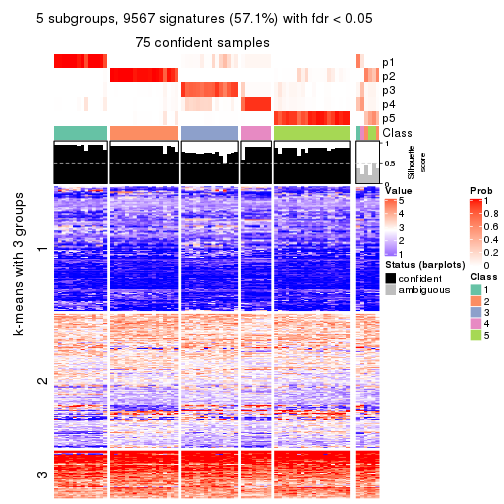 5 subgroups, 9567 signatures (57.1%) with fdr < 0.05
75 confident samples
p1
p2
p3
p4
p5
Class
1
0.5
0
Silhouette
score
k-means with 3 groups
1
2
3
Value
5
4
3
2
1
Status (barplots)
confident
ambiguous
Prob
1
0.8
0.6
0.4
0.2
0
Class
1
2
3
4
5